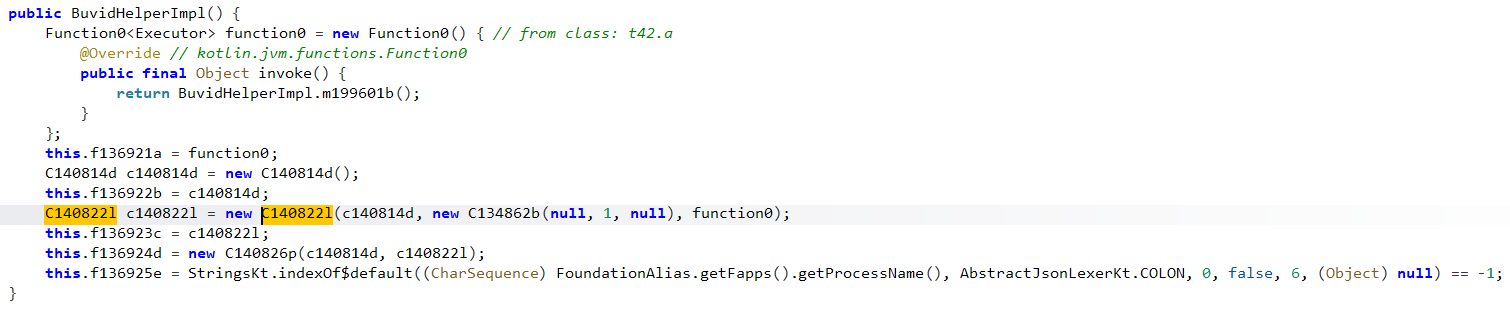 public BuvidHelperImpl() {
    Function0<Executor> function0 = new Function0() { // from class: t42.a
        @Override // kotlin.jvm.functions.Function0
        public final Object invoke() {
            return BuvidHelperImpl.m199601b();
        }
    };
    this.f136921a = function0;
    C140814d c140814d = new C140814d();
    this.f136922b = c140814d;
    C140822l c140822l = new C140822l(c140814d, new C134862b(null, 1, null), function0);
    this.f136923c = c140822l;
    this.f136924d = new C140826p(c140814d, c140822l);
    this.f136925e = StringsKt.indexOf$default((CharSequence) FoundationAlias.getFapps().getProcessName(), AbstractJsonLexerKt.COLON, 0, false, 6, (Object) null) == -1;
}